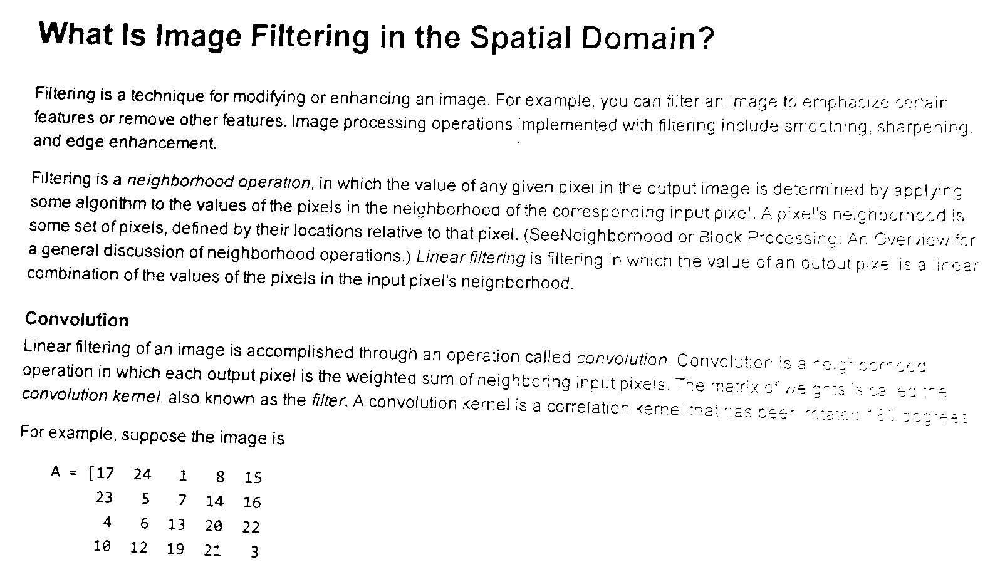 What Is Image Filtering in the Spatial Domain?
Filtering is a technique for modifying or enhancing an image. For example, you can filter an image to emphasize certain
features or remove other features. Image processing operations implemented with filtering include smoothing, sharpening,
and edge enhancement.
Filtering is a neighborhood operation, in which the value of any given pixel in the output image is determined by applying
some algorithm to the values of the pixels in the neighborhood of the corresponding input pixel. A pixel's neighborhood is
some set of pixels, defined by their locations relative to that pixel. (SeeNeighborhood or Block Processing: An Overview for
a general discussion of neighborhood operations.) Linear filtering is filtering in which the value of an output pixel is a linear
combination of the values of the pixels in the input pixel's neighborhood.
Convolution
Linear filtering of an image is accomplished through an operation called convolution. Convolution is a neighborhood
operation in which each output pixel is the weighted sum of neighboring input pixels. The matrix of weights is called the
convolution kernel, also known as the filter. A convolution kernel is a correlation kernel that has been rotated 180 degrees
For example, suppose the image is
A = [17 24 1 8 15
23 5 7 14 16
4 6 13 20 22
10 12 19 21 3